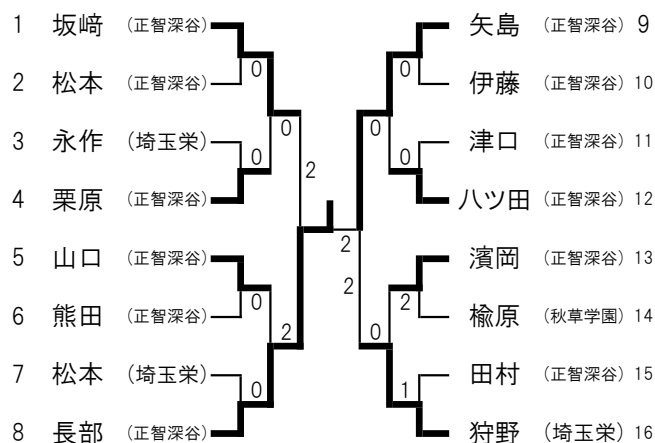 1 坂﨑 (正智深谷)
2 松本 (正智深谷)
3 永作 (埼玉栄)
4 栗原 (正智深谷)
5 山口 (正智深谷)
6 熊田 (正智深谷)
7 松本 (埼玉栄)
8 長部 (正智深谷)
0
0
0
0
0
2
2
2
2
0
0
0
2
1
矢島 (正智深谷) 9
伊藤 (正智深谷) 10
津口 (正智深谷) 11
八ツ田 (正智深谷) 12
濱岡 (正智深谷) 13
楡原 (秋草学園) 14
田村 (正智深谷) 15
狩野 (埼玉栄) 16